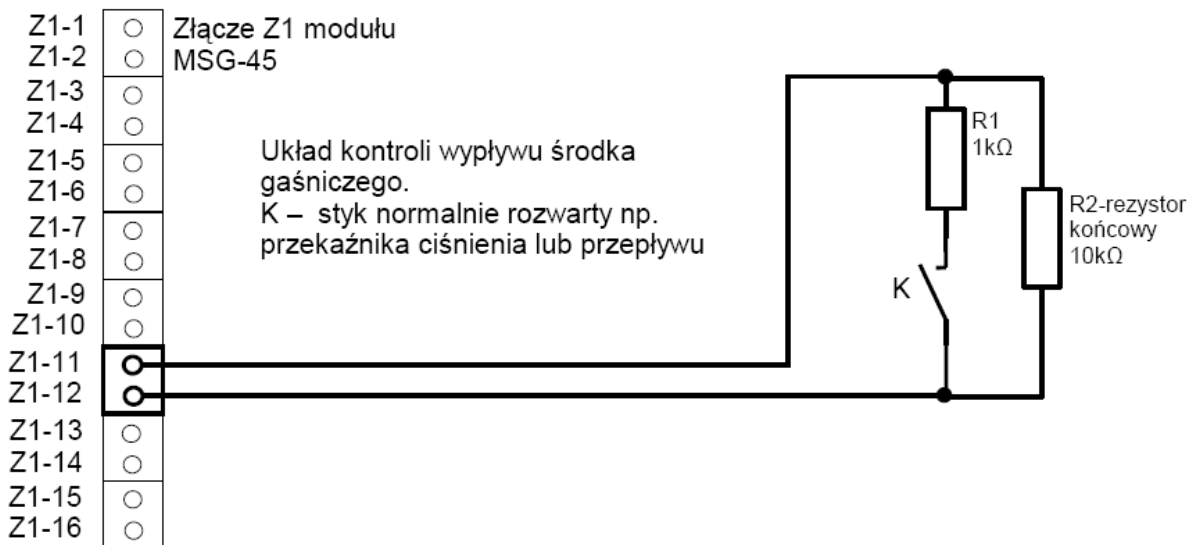 Z1-1
Z1-2
Z1-3
Z1-4
Z1-5
Z1-6
Z1-7
Z1-8
Z1-9
Z1-10
Z1-11
Z1-12
Z1-13
Z1-14
Z1-15
Z1-16
Złącze Z1 modułu
MSG-45
Układ kontroli wypływu środka
gaśniczego.
K – styk normalnie rozwarty np.
przekaźnika ciśnienia lub przepływu
R1
1kΩ
K
R2-rezystor
końcowy
10kΩ